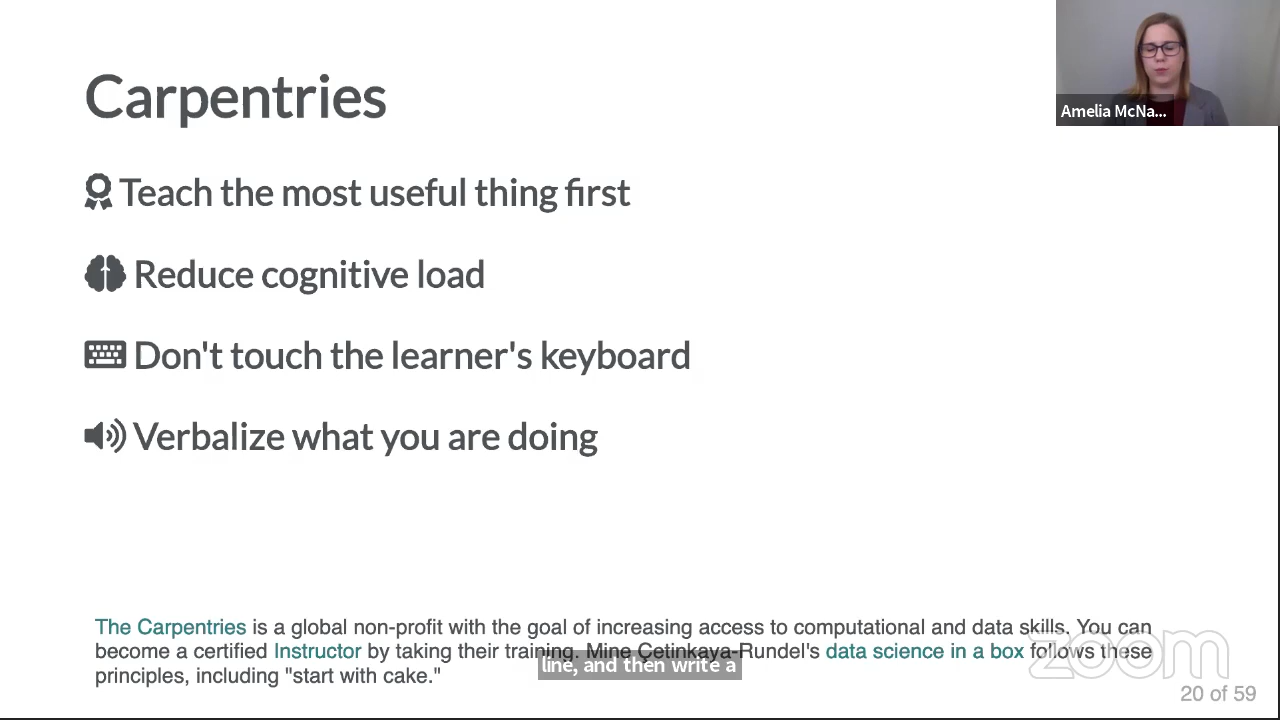 Carpentries
Amelia McNa...
Teach the most useful thing first
Reduce cognitive load
Don't touch the learner's keyboard
Verbalize what you are doing
The Carpentries is a global non-profit with the goal of increasing access to computational and data skills. You can
become a certified Instructor by taking their training. Mine Çetinkaya-Rundel's data science in a box follows these
principles, including "start with cake."
line, and then write a
zoom
20 of 59